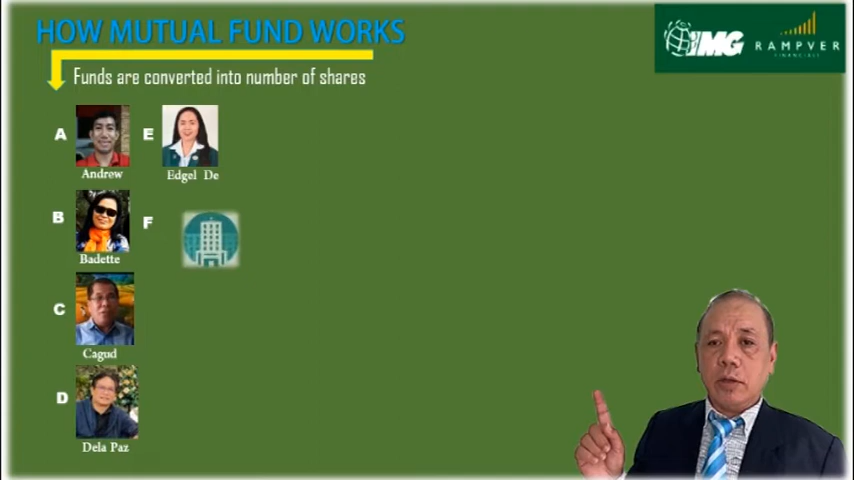 HOW MUTUAL FUND WORKS
IMG RAMPVER
FINANCIALS
Funds are converted into number of shares
A
Andrew
E
Edgel De
B
Badette
F
C
Cagud
D
Dela Paz